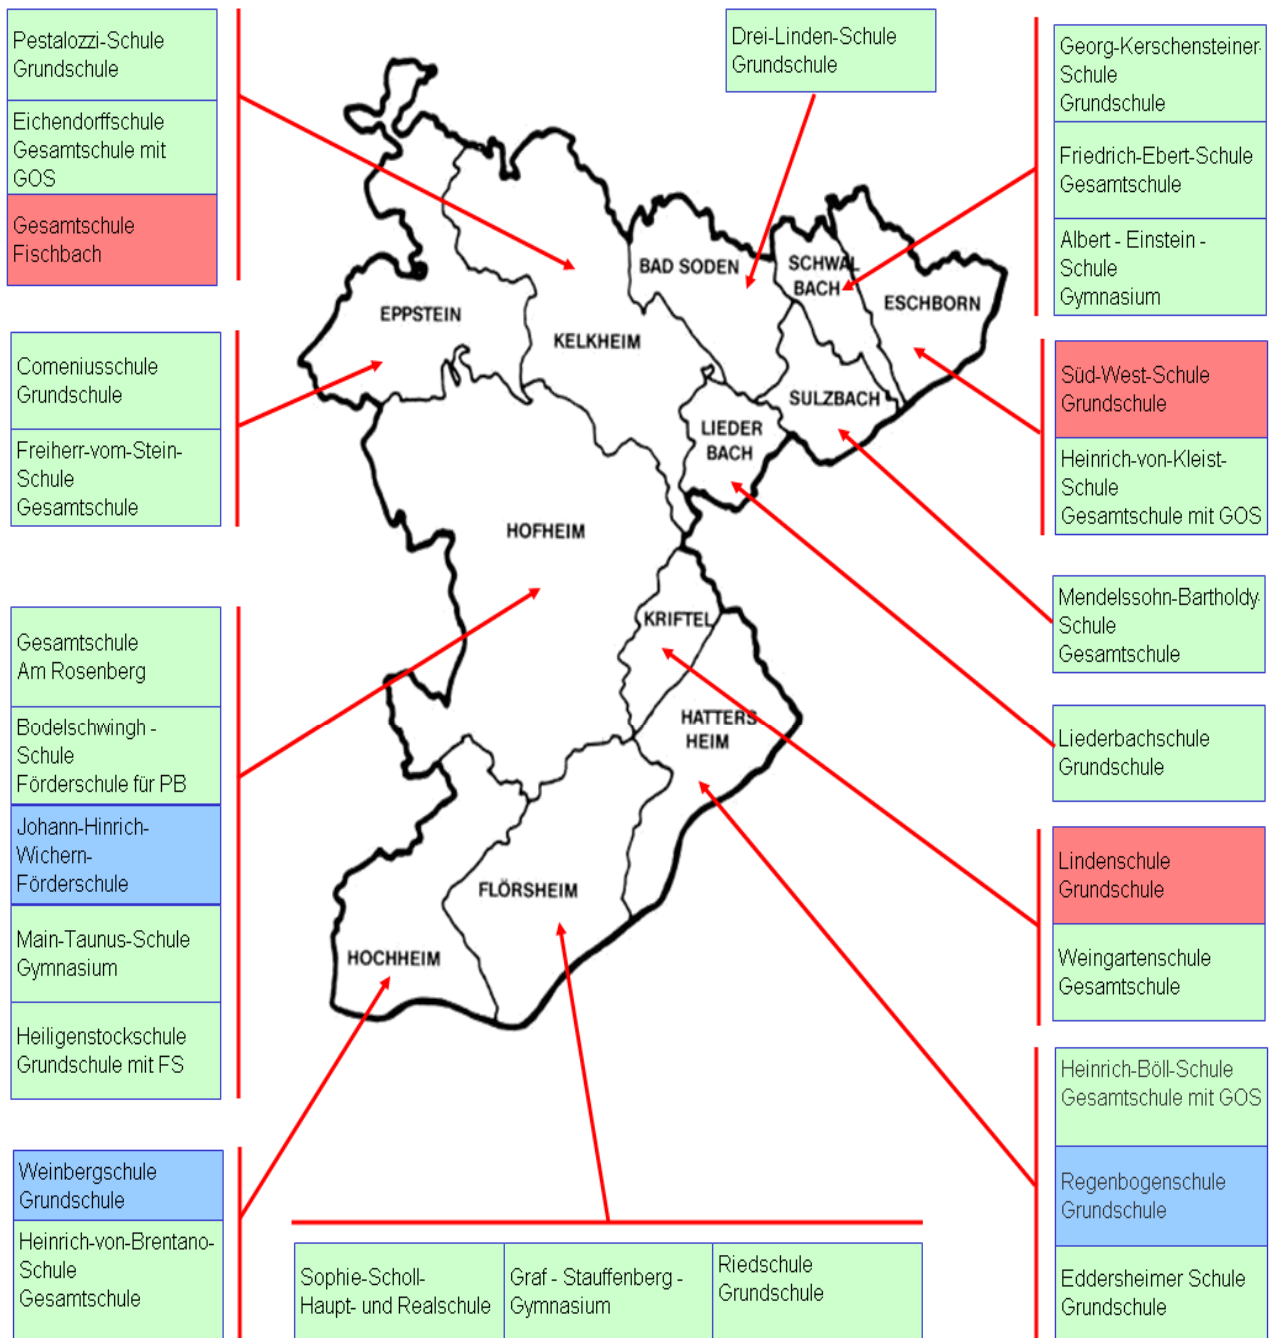 Pestalozzi-Schule
Grundschule
Eichendorffschule
Gesamtschule mit
GOS
Gesamtschule
Fischbach
Comeniusschule
Grundschule
Freiherr-vom-Stein-
Schule
Gesamtschule
Gesamtschule
Am Rosenberg
Bodelschwingh -
Schule
Förderschule für PB
Johann-Hinrich-
Wichern-
Förderschule
Main-Taunus-Schule
Gymnasium
Heiligenstockschule
Grundschule mit FS
Weinbergschule
Grundschule
Heinrich-von-Brentano-
Schule
Gesamtschule
Drei-Linden-Schule
Grundschule
BAD SODEN
SCHWAL
BACH
ESCHBORN
EPPSTEIN
KELKHEIM
SULZBACH
LIEDER
BACH
HOFHEIM
KRIFTEL
HATTERS
HEIM
FLÖRSHEIM
HOCHHEIM
Sophie-Scholl-
Haupt- und Realschule
Graf - Stauffenberg -
Gymnasium
Riedschule
Grundschule
Georg-Kerschensteiner-
Schule
Grundschule
Friedrich-Ebert-Schule
Gesamtschule
Albert - Einstein -
Schule
Gymnasium
Süd-West-Schule
Grundschule
Heinrich-von-Kleist-
Schule
Gesamtschule mit GOS
Mendelssohn-Bartholdy-
Schule
Gesamtschule
Liederbachschule
Grundschule
Lindenschule
Grundschule
Weingartenschule
Gesamtschule
Heinrich-Böll-Schule
Gesamtschule mit GOS
Regenbogenschule
Grundschule
Eddersheimer Schule
Grundschule